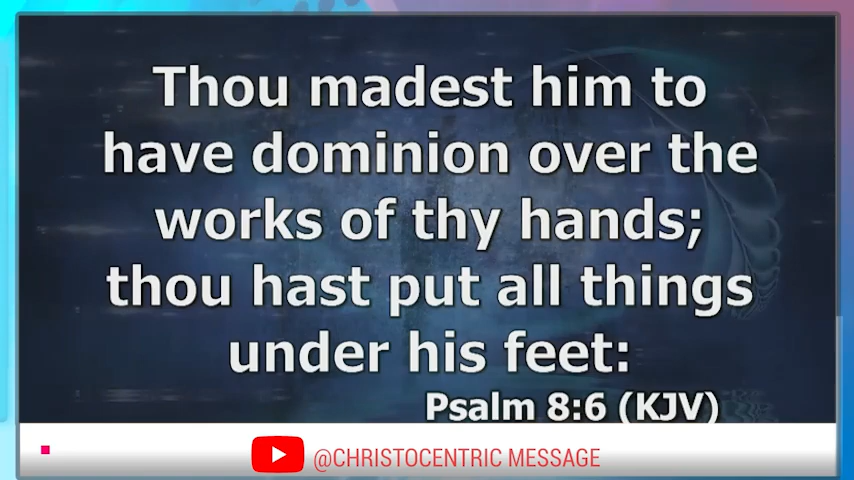 Thou madest him to
have dominion over the
works of thy hands;
thou hast put all things
under his feet:
Psalm 8:6 (KJV)
@CHRISTOCENTRIC MESSAGE